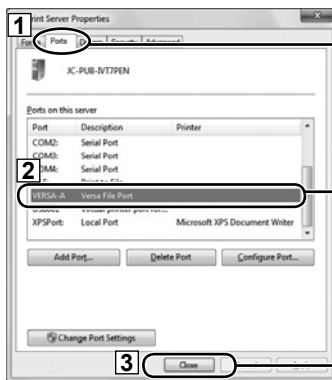 1
Print Server Properties
Ports
JC-PUB-IVT7PEN
Ports on this server
Port Description Printer
COM2: Serial Port
COM3: Serial Port
COM4: Serial Port
2
VERSA-A Versa File Port
XPSPort: Local Port Microsoft XPS Document Writer
Add Port... Delete Port Configure Port...
Change Port Settings
3
Close